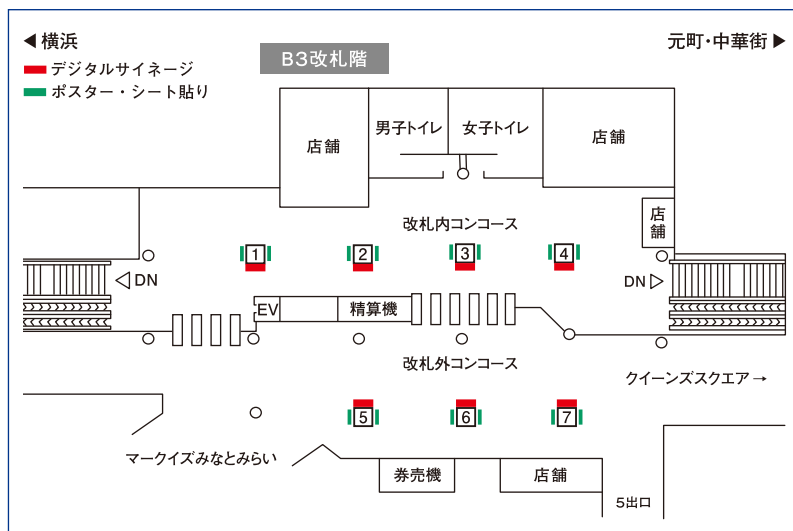 ◀ 横浜
元町・中華街 ▶
B3改札階
デジタルサイネージ
ポスター・シート貼り
店舗
男子トイレ
女子トイレ
店舗
店舗
改札内コンコース
1
2
3
4
DN
DN
EV
精算機
改札外コンコース
クイーンズスクエア→
5
6
7
マークイズみなとみらい
券売機
店舗
5出口